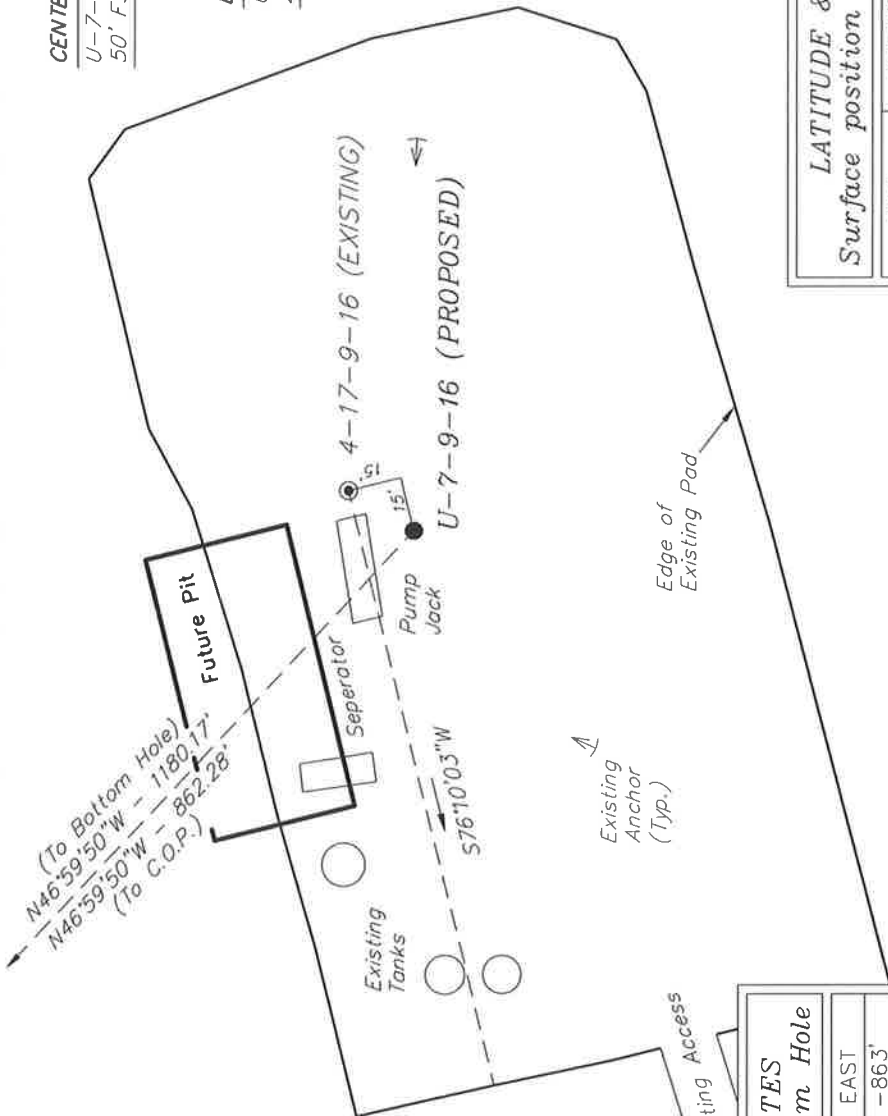 CENTE
U-7-
50' F.
(To Bottom Hole)
N46°59'50"W - 1180.17'
N46°59'50"W - 862.28'
(To C.O.P.)
Future Pit
4-17-9-16 (EXISTING)
15'
15'
U-7-9-16 (PROPOSED)
Pump
Jack
Seperator
S76°10'03"W
Existing
Tanks
Existing
Anchor
(Typ.)
Edge of
Existing Pad
ting Access
LATITUDE &
Surface position
TES
m Hole
EAST
-863'